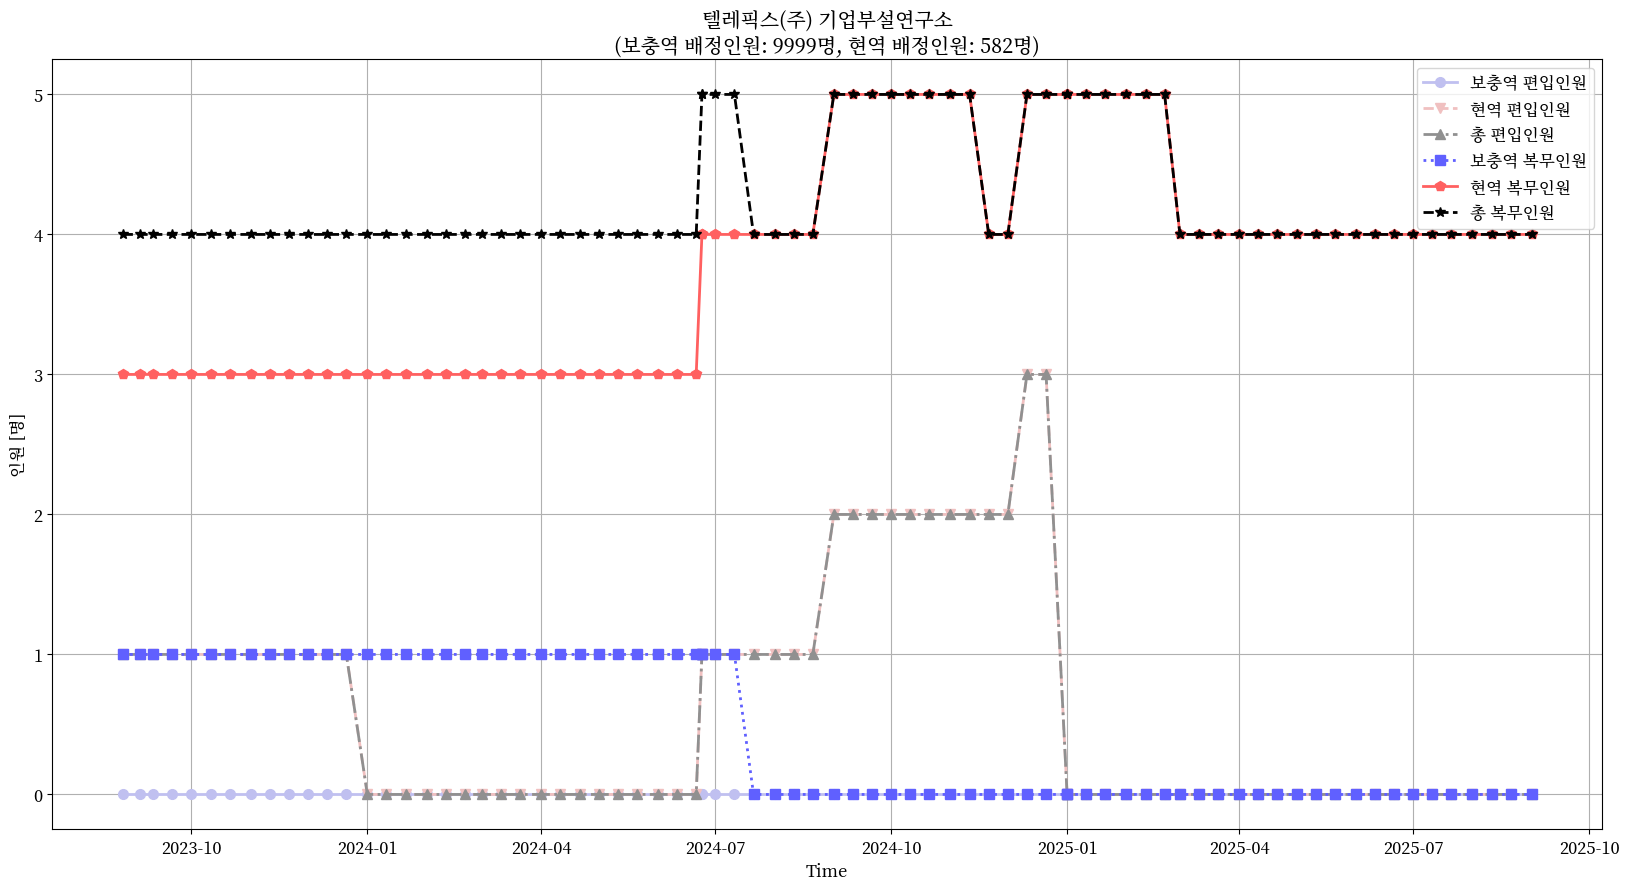 텔레픽스(주) 기업부설연구소
(보충역 배정인원: 9999명, 현역 배정인원: 582명)
보충역 편입인원
현역 편입인원
총 편입인원
보충역 복무인원
현역 복무인원
총 복무인원
인원 [명]
5
4
3
2
1
0
2023-10
2024-01
2024-04
2024-07
2024-10
2025-01
2025-04
2025-07
2025-10
Time